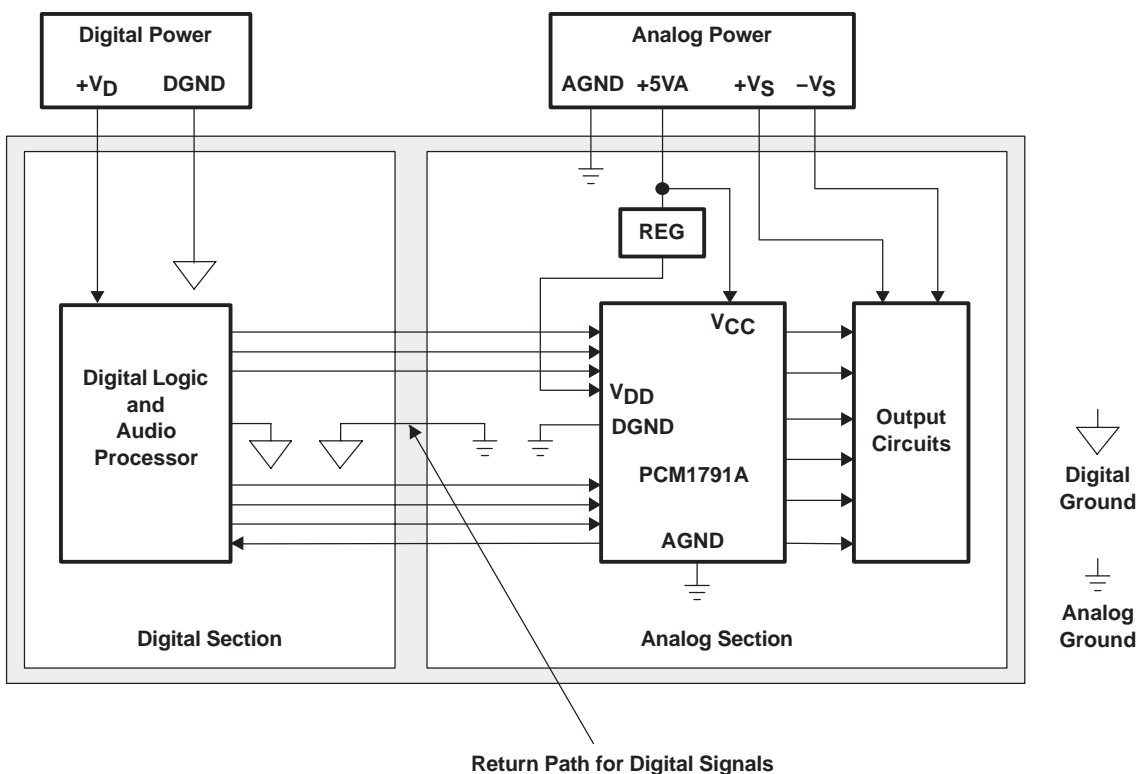 Digital Power
+VD DGND
Analog Power
AGND +5VA +VS –VS
REG
VCC
Digital Logic
and
Audio
Processor
VDD
DGND
PCM1791A
AGND
Output
Circuits
Digital
Ground
Analog
Ground
Digital Section
Analog Section
Return Path for Digital Signals